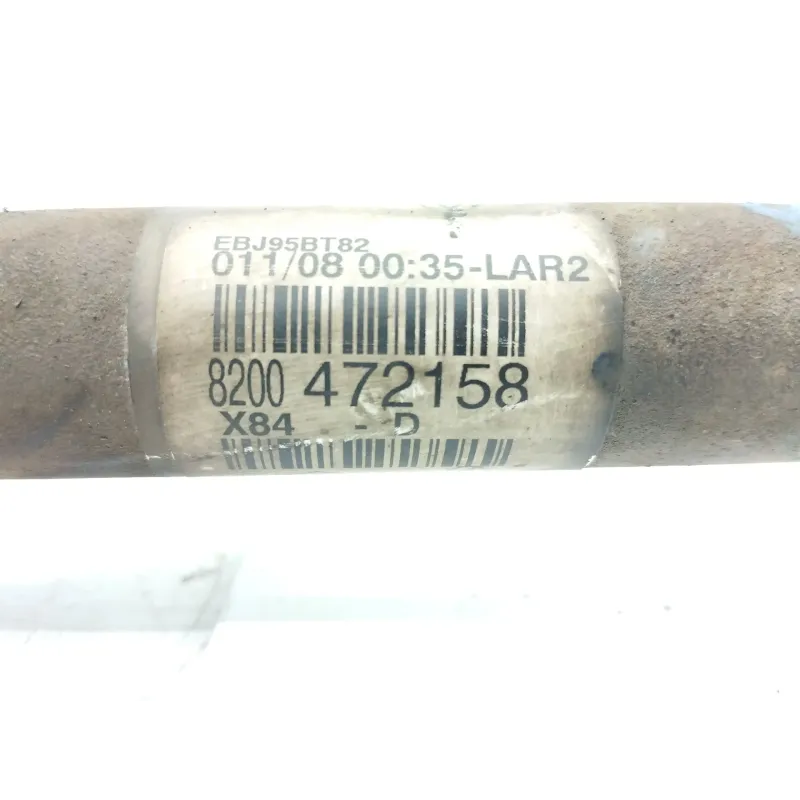 EBJ95BT82
011/08 00:35-LAR2
8200 472158
X84 - D